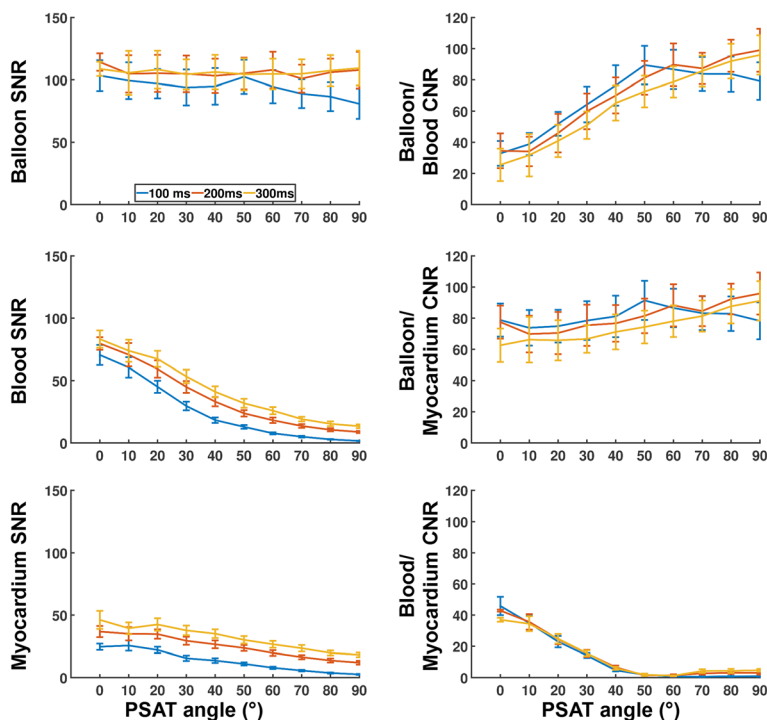 Balloon SNR
150
100
50
0
100 ms 200ms 300ms
0 10 20 30 40 50 60 70 80 90
Balloon/
Blood CNR
120
100
80
60
40
20
0
0 10 20 30 40 50 60 70 80 90
Blood SNR
150
100
50
0
0 10 20 30 40 50 60 70 80 90
Balloon/
Myocardium CNR
120
100
80
60
40
20
0
0 10 20 30 40 50 60 70 80 90
Myocardium SNR
150
100
50
0
0 10 20 30 40 50 60 70 80 90
PSAT angle (°)
Blood/
Myocardium CNR
120
100
80
60
40
20
0
0 10 20 30 40 50 60 70 80 90
PSAT angle (°)